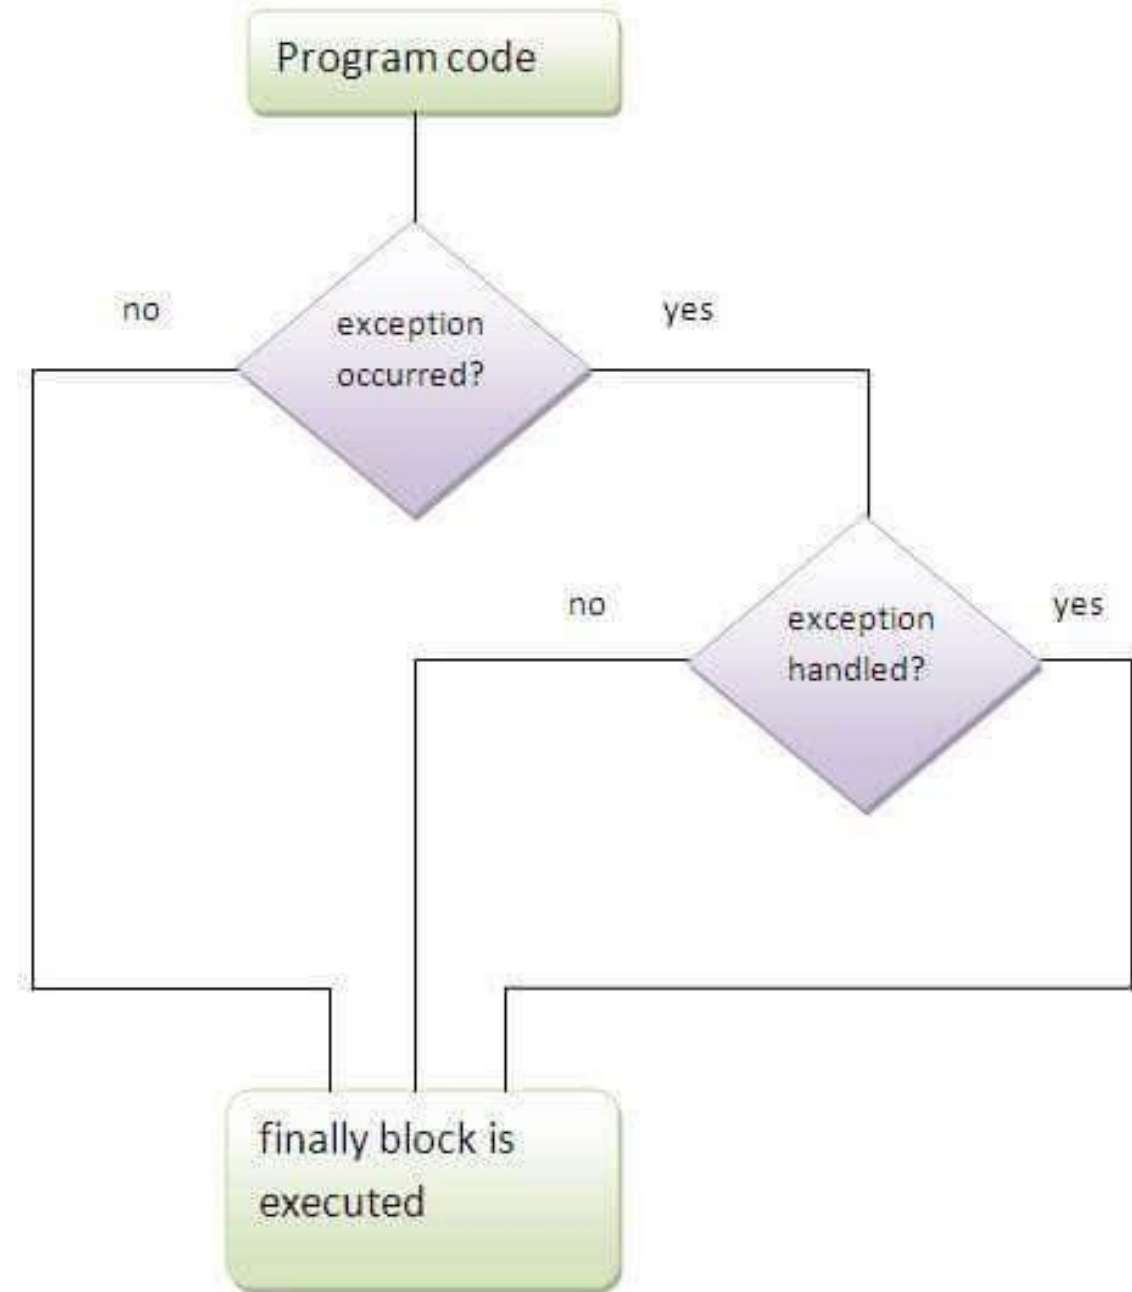 Program code
no
yes
exception
occurred?
no
yes
exception
handled?
finally block is
executed